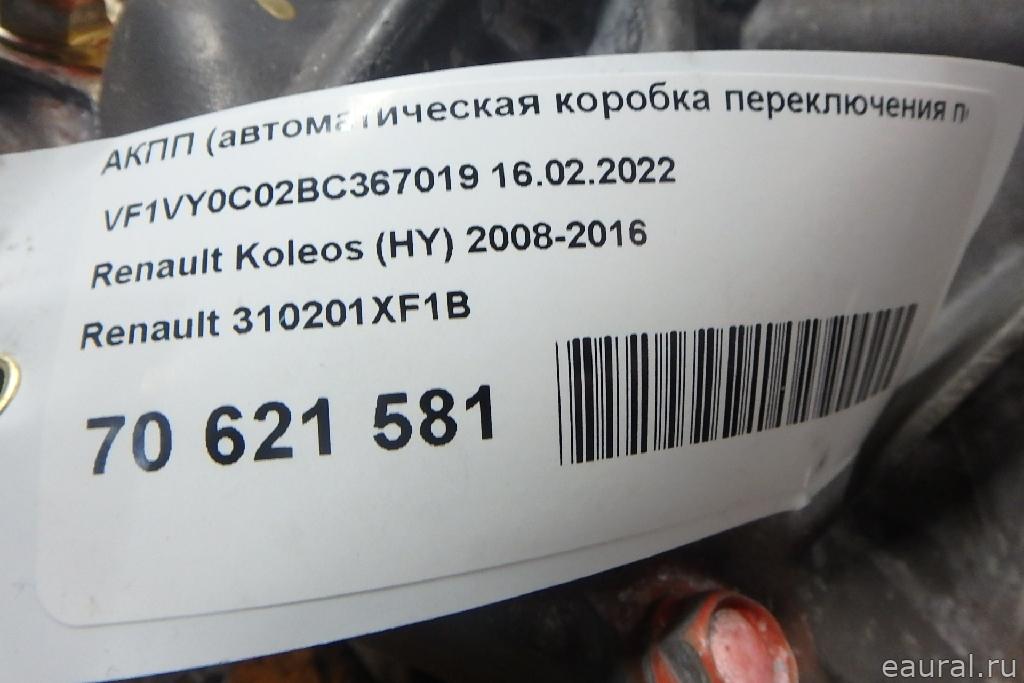 АКПП (автоматическая коробка переключения п
VF1VY0C02BC367019 16.02.2022
Renault Koleos (HY) 2008-2016
Renault 310201XF1B
70 621 581
eaural.ru